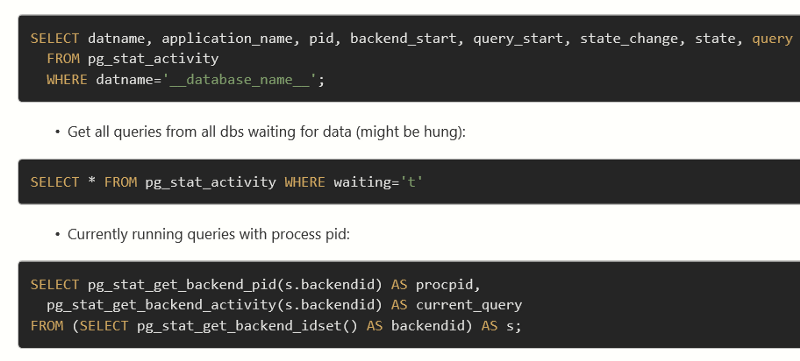 SELECT datname, application_name, pid, backend_start, query_start, state_change, state, query
FROM pg_stat_activity
WHERE datname='__database_name__';
• Get all queries from all dbs waiting for data (might be hung):
SELECT * FROM pg_stat_activity WHERE waiting='t'
• Currently running queries with process pid:
SELECT pg_stat_get_backend_pid(s.backendid) AS procpid,
pg_stat_get_backend_activity(s.backendid) AS current_query
FROM (SELECT pg_stat_get_backend_idset() AS backendid) AS s;